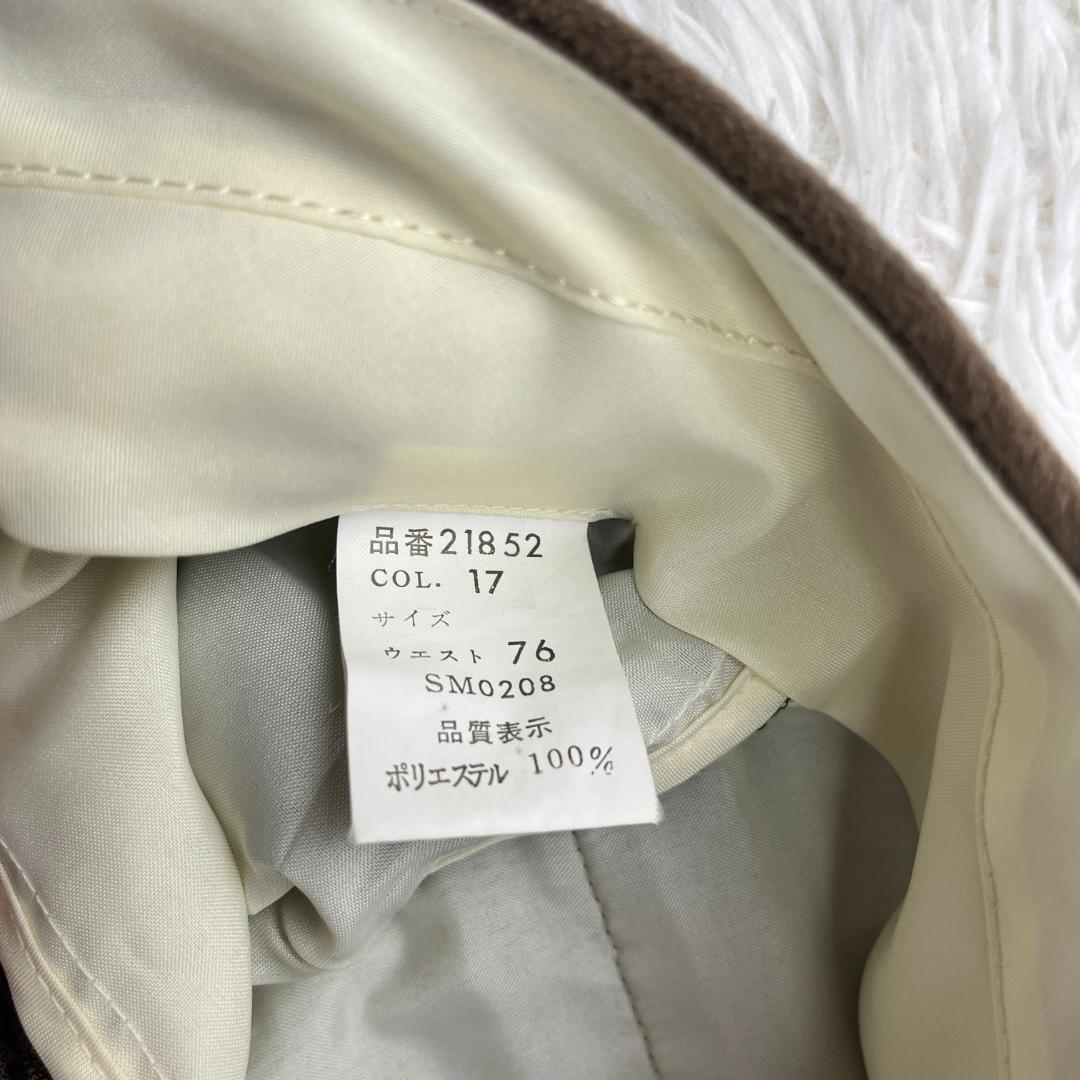 品番21852
COL. 17
サイズ
ウエスト 76
SM0208
品質表示
ポリエステル 100%